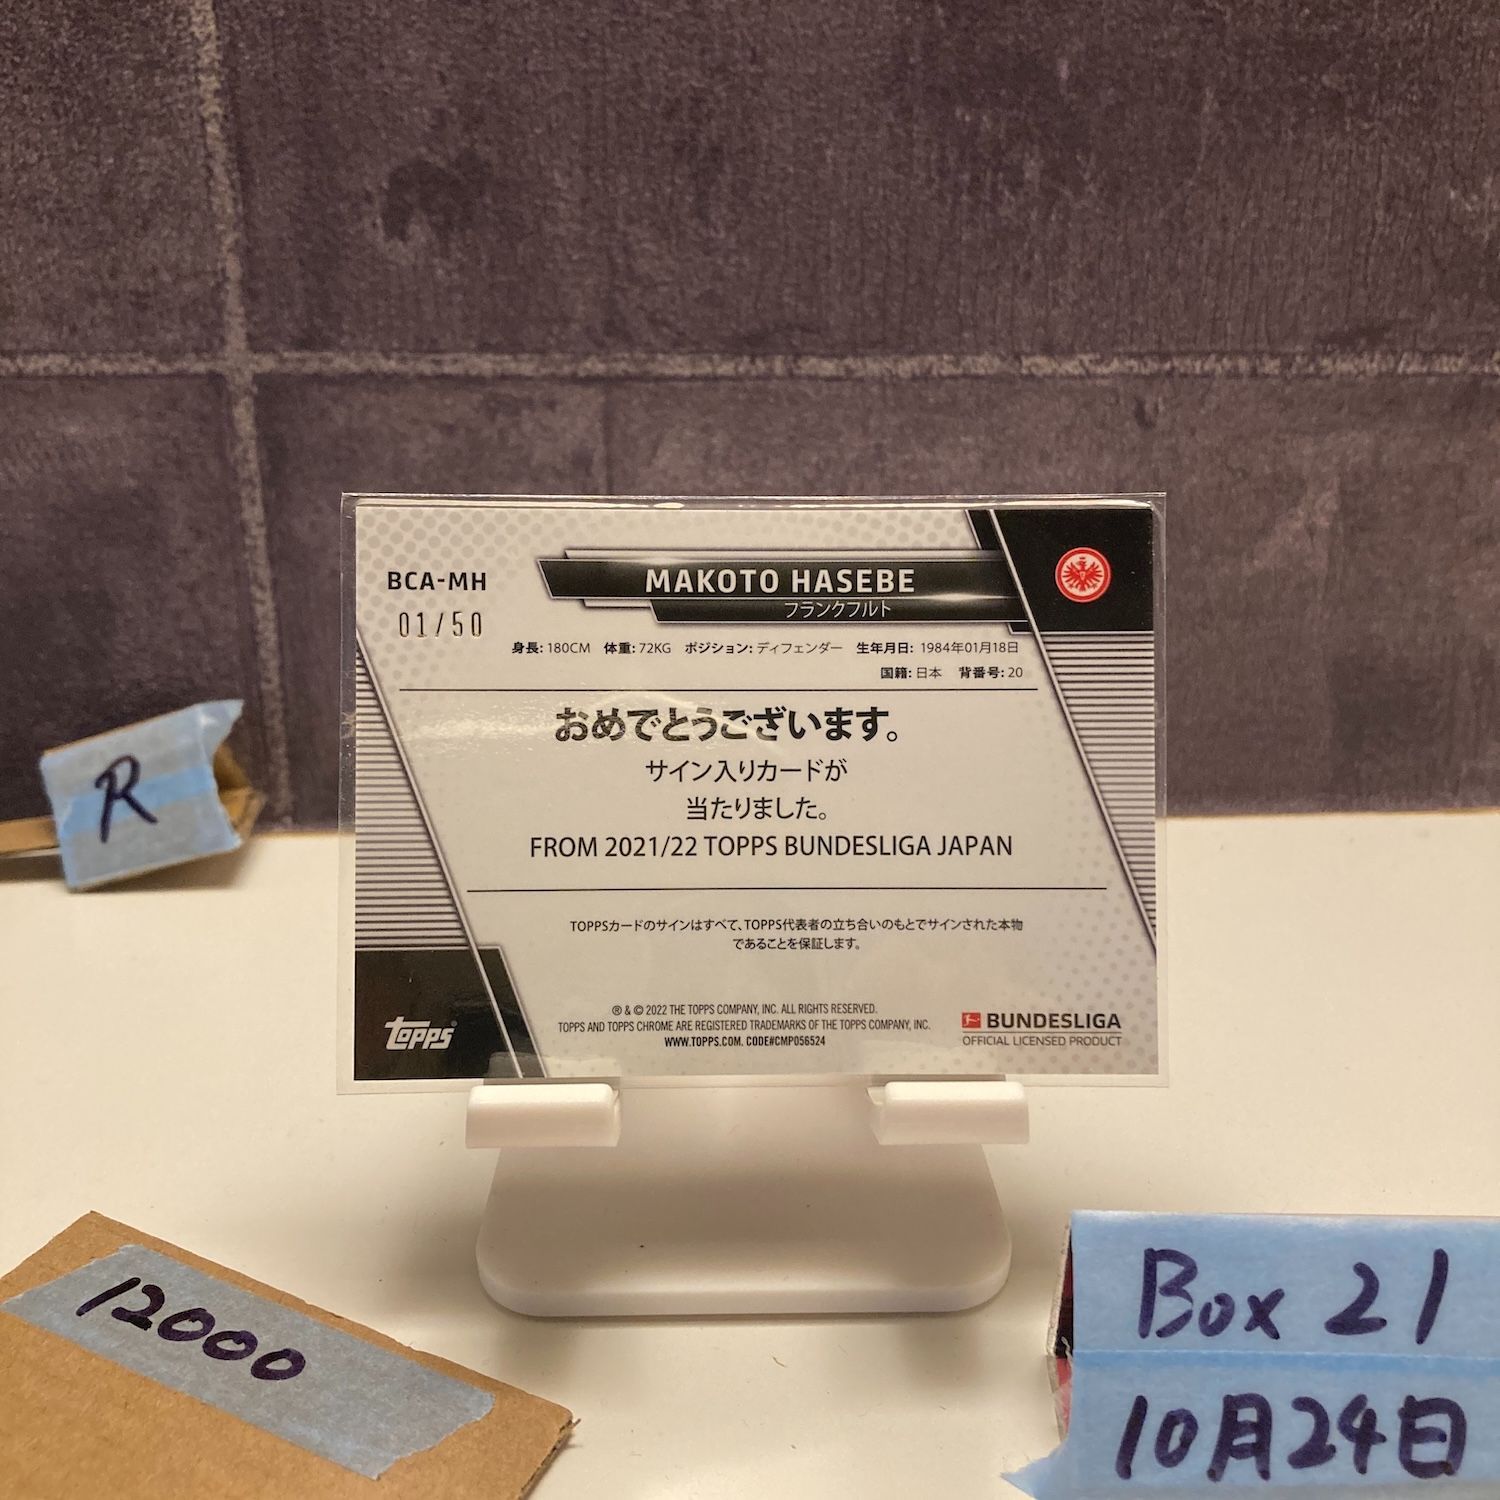 BCA-MH
01/50
MAKOTO HASEBE
フランクフルト
身長: 180CM 体重: 72KG ポジション: ディフェンダー 生年月日: 1984年01月18日
国籍: 日本 背番号: 20
おめでとうございます。
サイン入りカードが
当たりました。
FROM 2021/22 TOPPS BUNDESLIGA JAPAN
TOPPSカードのサインはすべて、TOPPS代表者の立ち合いのもとでサインされた本物
であることを保証します。
® & © 2022 THE TOPPS COMPANY, INC. ALL RIGHTS RESERVED.
TOPPS AND TOPPS CHROME ARE REGISTERED TRADEMARKS OF THE TOPPS COMPANY, INC.
WWW.TOPPS.COM. CODE#CMP056524
topps®
BUNDESLIGA
OFFICIAL LICENSED PRODUCT
R
12000
Box 21
10月24日